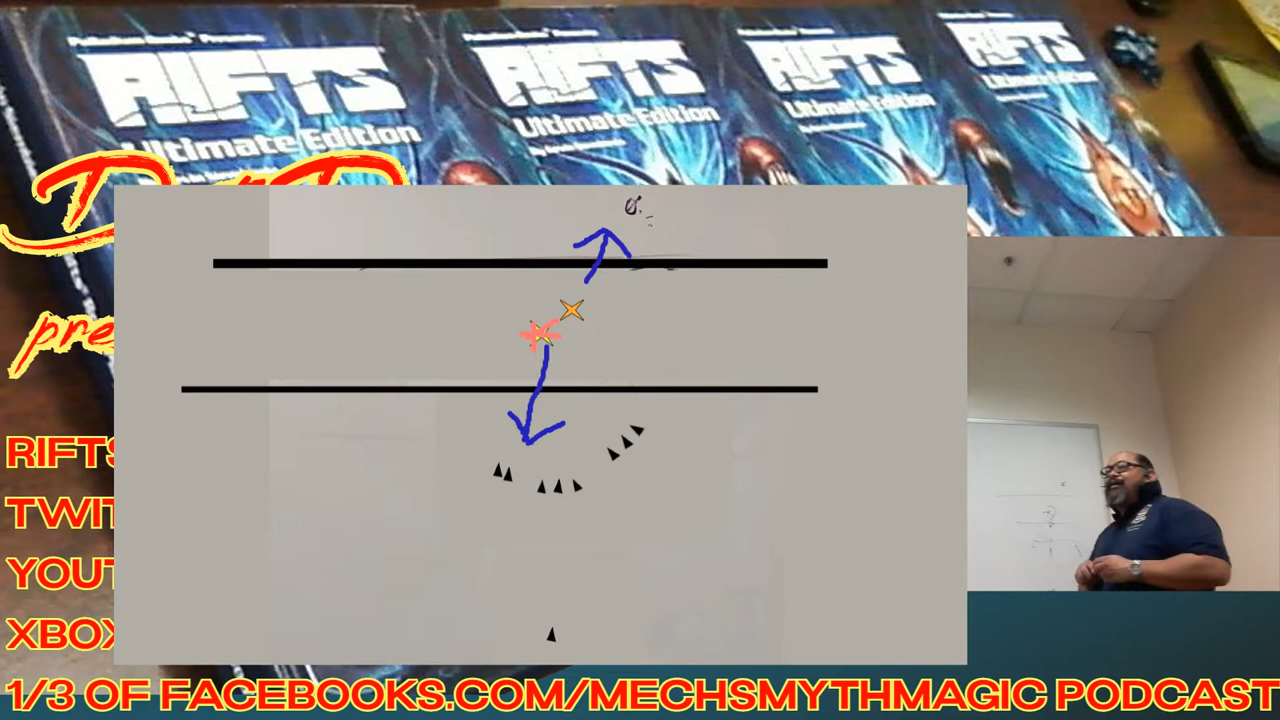 RIFTS
Ultimate Edition
RIFTS
Ultimate Edition
RIFTS
Ultimate Edition
RIFTS
Ultimate Edition
pre
RIFTS
TWIT
YOUT
XBOX
1/3 OF FACEBOOKS.COM/MECHSMYTHMAGIC PODCAST